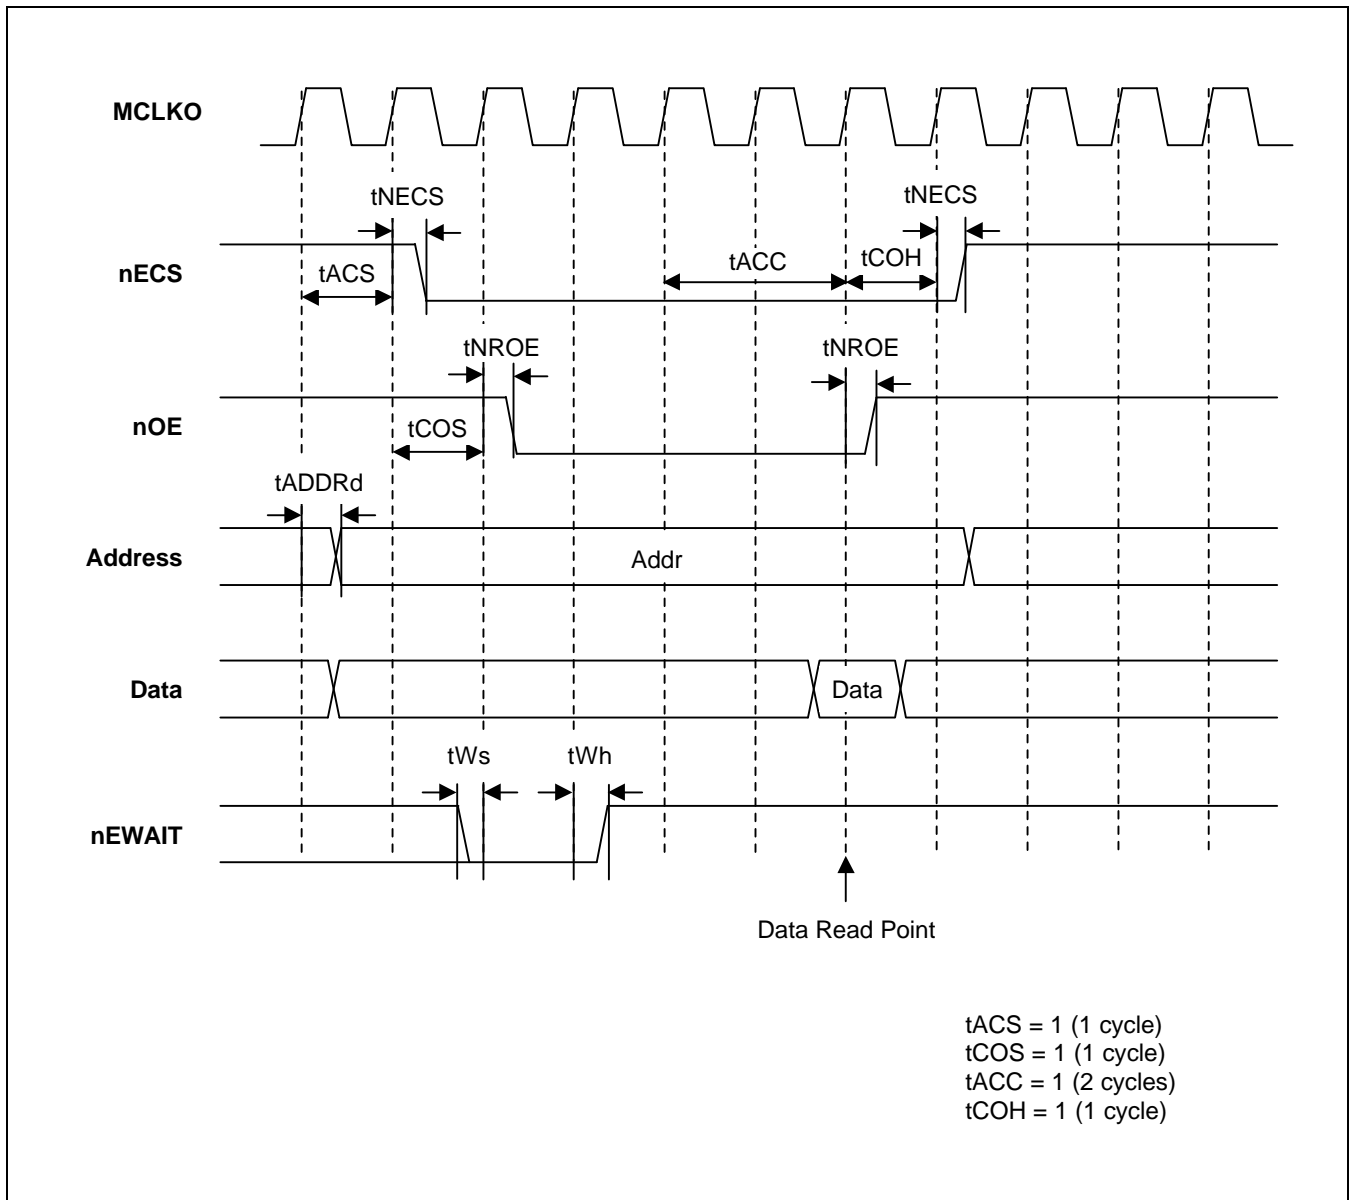 MCLKO
tNECS
tNECS
nECS
tACS
tACC
tCOH
tNROE
tNROE
nOE
tCOS
tADDRd
Address
Addr
Data
Data
tWs
tWh
nEWAIT
Data Read Point
tACS = 1 (1 cycle)
tCOS = 1 (1 cycle)
tACC = 1 (2 cycles)
tCOH = 1 (1 cycle)